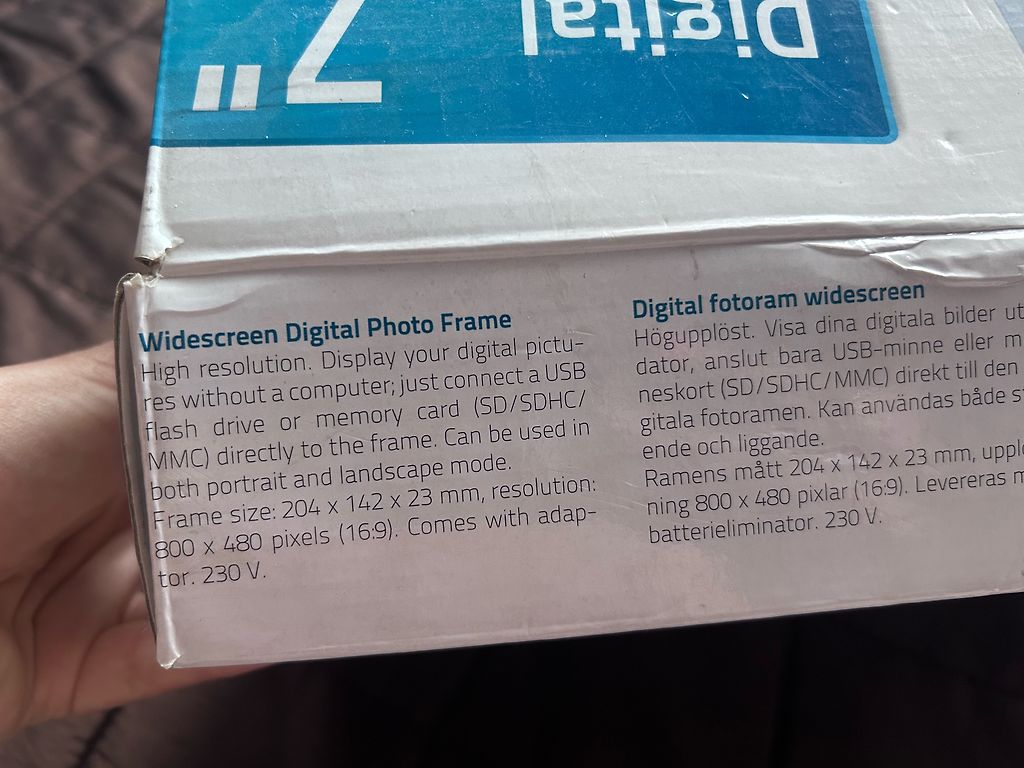 7" Digital
Widescreen Digital Photo Frame
High resolution. Display your digital pictu-
res without a computer; just connect a USB
flash drive or memory card (SD/SDHC/
MMC) directly to the frame. Can be used in
both portrait and landscape mode.
Frame size: 204 x 142 x 23 mm, resolution:
800 x 480 pixels (16:9). Comes with adap-
tor. 230 V.
Digital fotoram widescreen
Högupplöst. Visa dina digitala bilder ut
dator, anslut bara USB-minne eller m
neskort (SD/SDHC/MMC) direkt till den
gitala fotoramen. Kan användas både s
ende och liggande.
Ramens mått 204 x 142 x 23 mm, uppl
ning 800 x 480 pixlar (16:9). Levereras m
batterieliminator. 230 V.